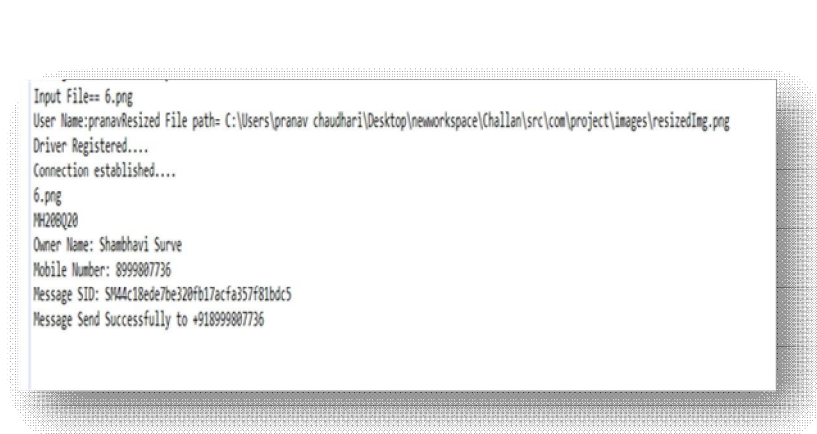 Input File== 6.png
User Name:pranavResized File path= C:\Users\pranav chaudhari\Desktop\newworkspace\Challan\src\com\project\images\resizedImg.png
Driver Registered....
Connection established....
6.png
MH20BQ20
Owner Name: Shambhavi Surve
Mobile Number: 8999807736
Message SID: SM44c18ede7be320fb17acfa357f81bdc5
Message Send Successfully to +918999807736